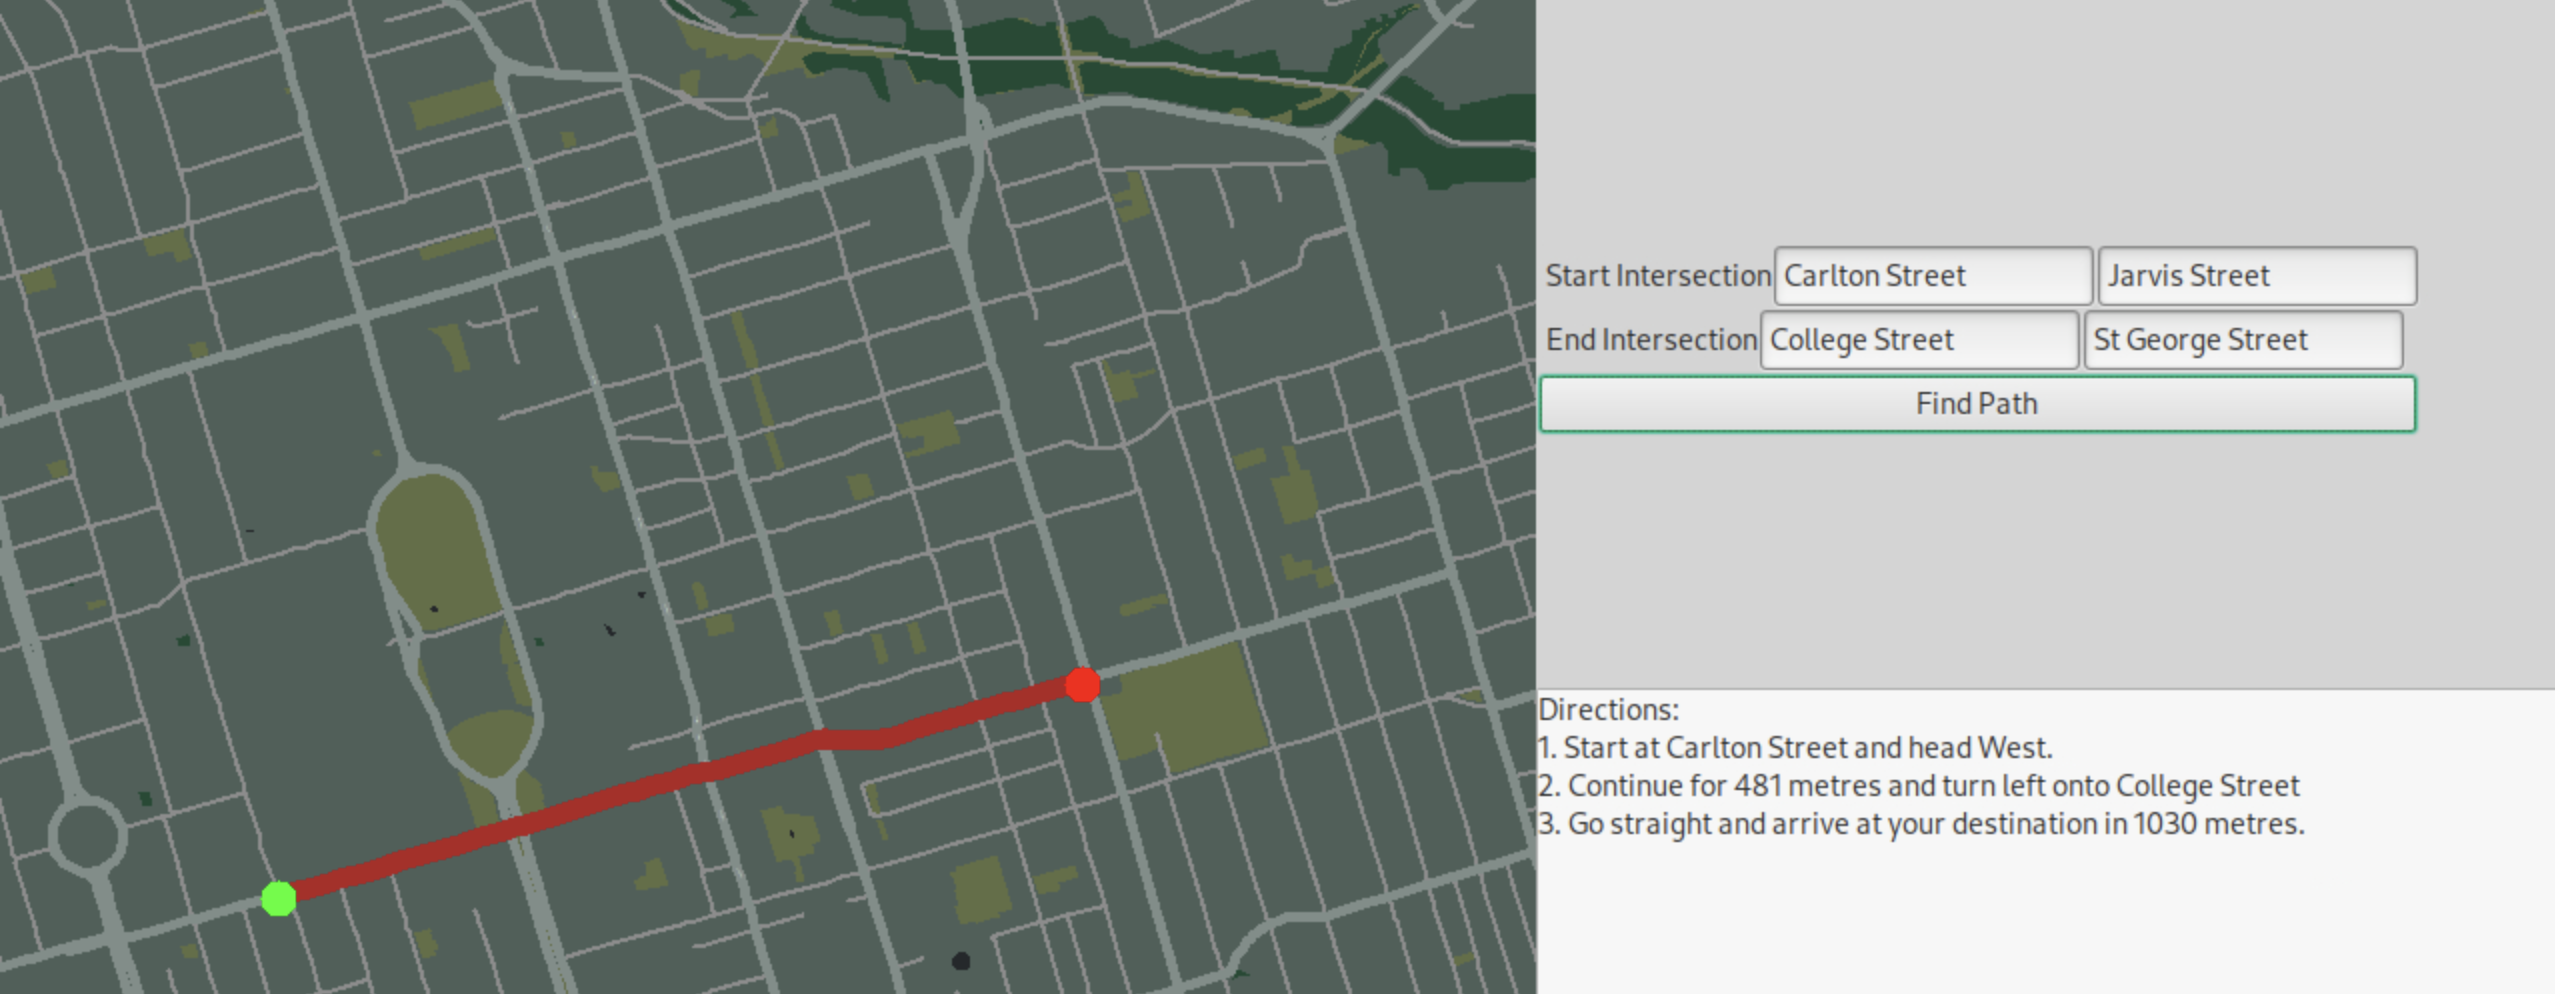 Start Intersection Carlton Street Jarvis Street
End Intersection College Street St George Street
Find Path
Directions:
1. Start at Carlton Street and head West.
2. Continue for 481 metres and turn left onto College Street
3. Go straight and arrive at your destination in 1030 metres.